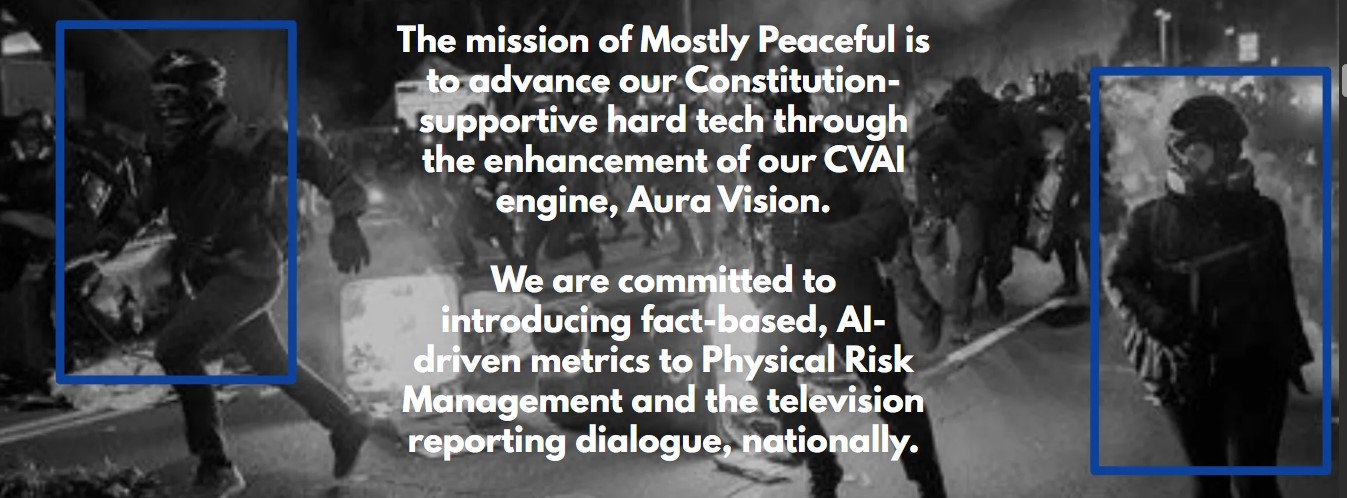 The mission of Mostly Peaceful is
to advance our Constitution-
supportive hard tech through
the enhancement of our CVAI
engine, Aura Vision.
We are committed to
introducing fact-based, AI-
driven metrics to Physical Risk
Management and the television
reporting dialogue, nationally.